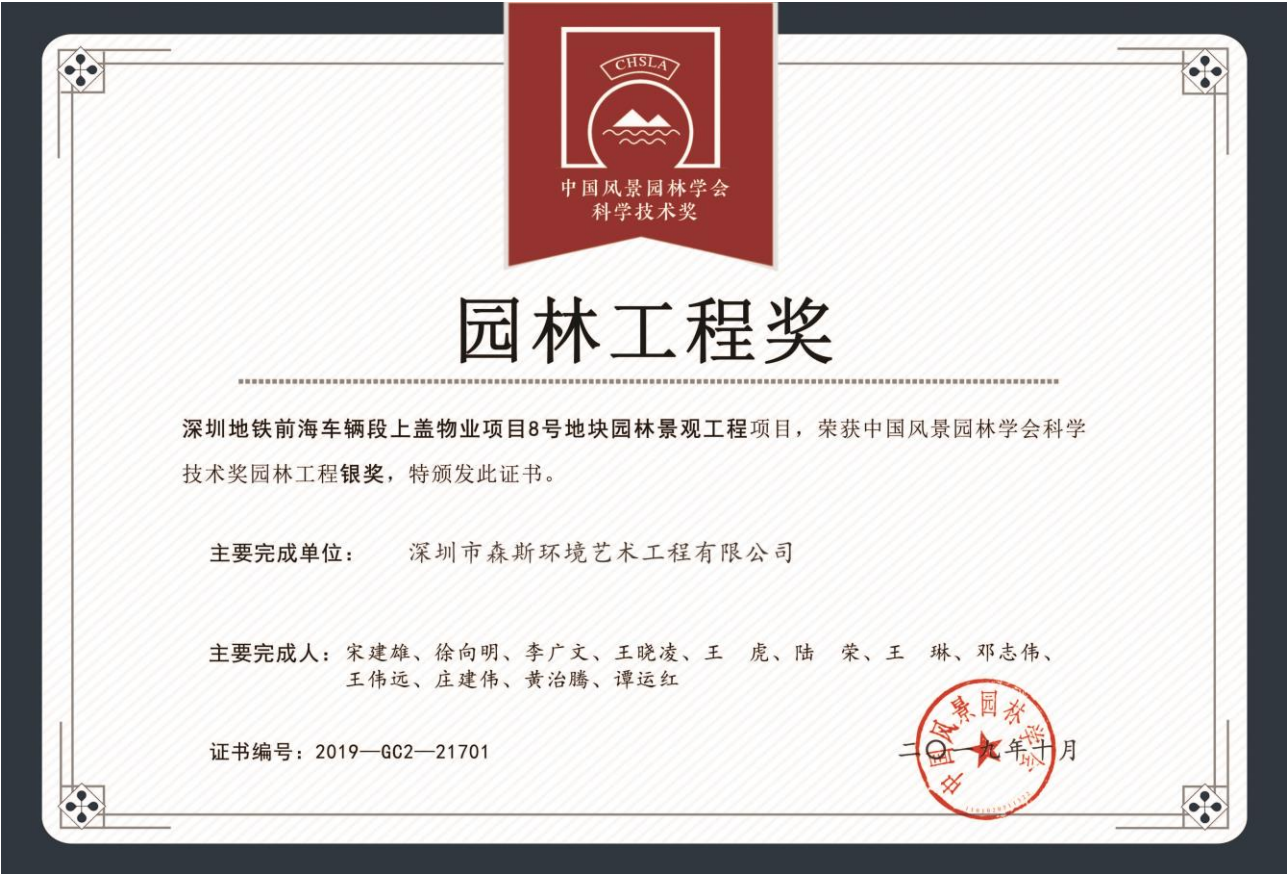 CHSLA
中国风景园林学会
科学技术奖
园林工程奖
深圳地铁前海车辆段上盖物业项目8号地块园林景观工程项目，荣获中国风景园林学会科学
技术奖园林工程银奖，特颁发此证书。
主要完成单位： 深圳市森斯环境艺术工程有限公司
主要完成人：宋建雄、徐向明、李广文、王晓凌、王　虎、陆　荣、王　琳、邓志伟、
王伟远、庄建伟、黄治腾、谭运红
证书编号：2019—GC2—21701
二〇一九年十月
中国风景园林学会